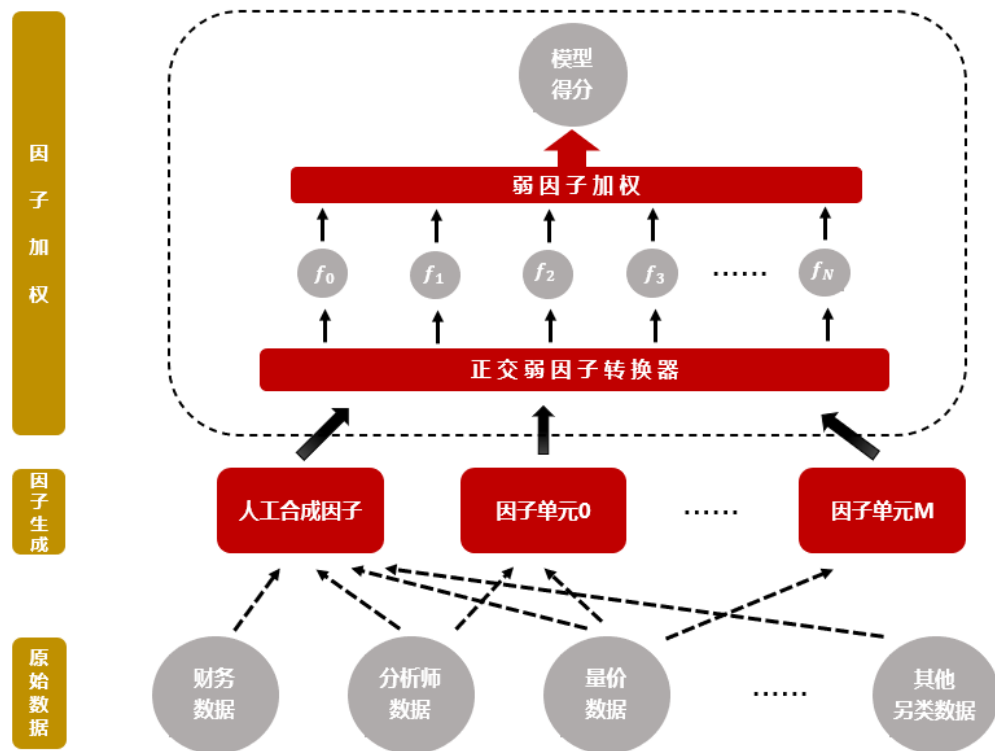 因子加权
模型
得分
弱因子加权
f₀ f₁ f₂ f₃ ⋯⋯ f_N
正交弱因子转换器
因子生成
人工合成因子 因子单元0 ⋯⋯ 因子单元M
原始数据
财务
数据
分析师
数据
量价
数据
⋯⋯
其他
另类数据